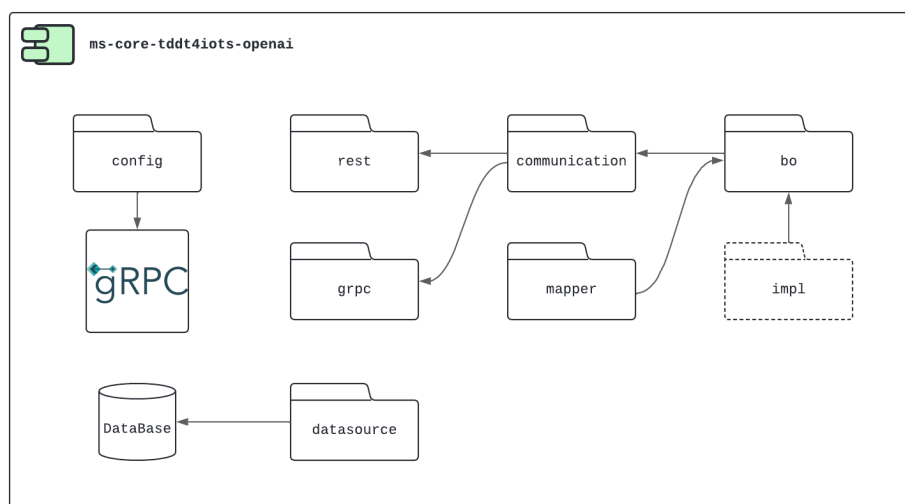 ms-core-tddt4iots-openai
config
rest
communication
bo
gRPC
grpc
mapper
impl
DataBase
datasource